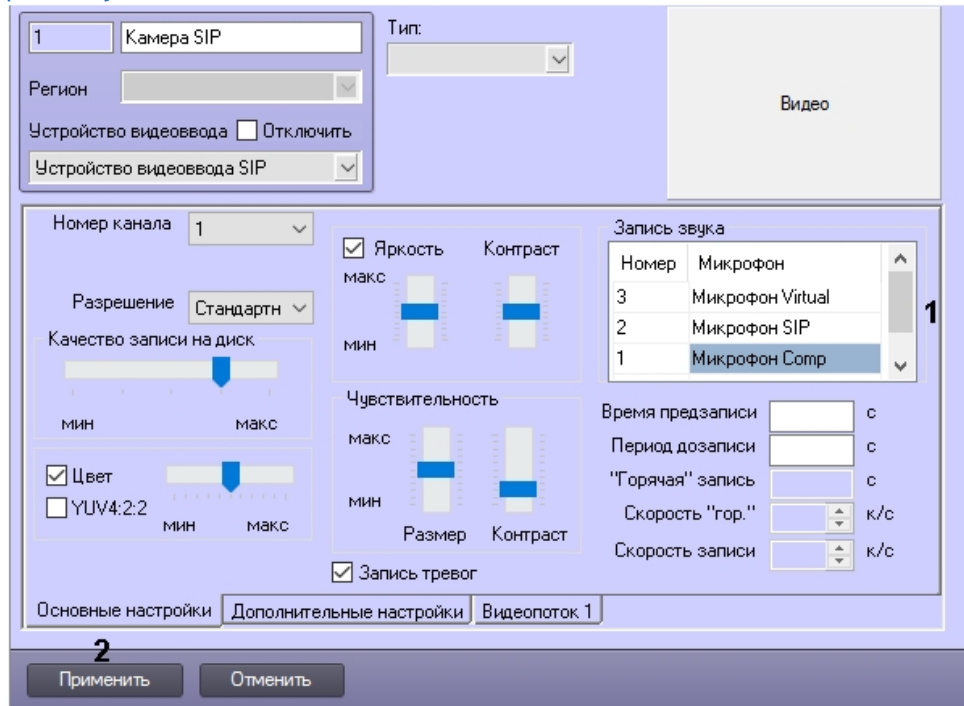 1
Камера SIP
Тип:
Регион
Устройство видеоввода
Отключить
Устройство видеоввода SIP
Видео
Номер канала
1
Разрешение
Стандартн
Качество записи на диск
мин
макс
Цвет
YUV4:2:2
мин
макс
Яркость
Контраст
макс
мин
Чувствительность
макс
мин
Размер
Контраст
Запись тревог
Запись звука
Номер
Микрофон
3
Микрофон Virtual
2
Микрофон SIP
1
Микрофон Comp
1
Время предзаписи
с
Период дозаписи
с
"Горячая" запись
с
Скорость "гор."
к/с
Скорость записи
к/с
Основные настройки
Дополнительные настройки
Видеопоток 1
2
Применить
Отменить